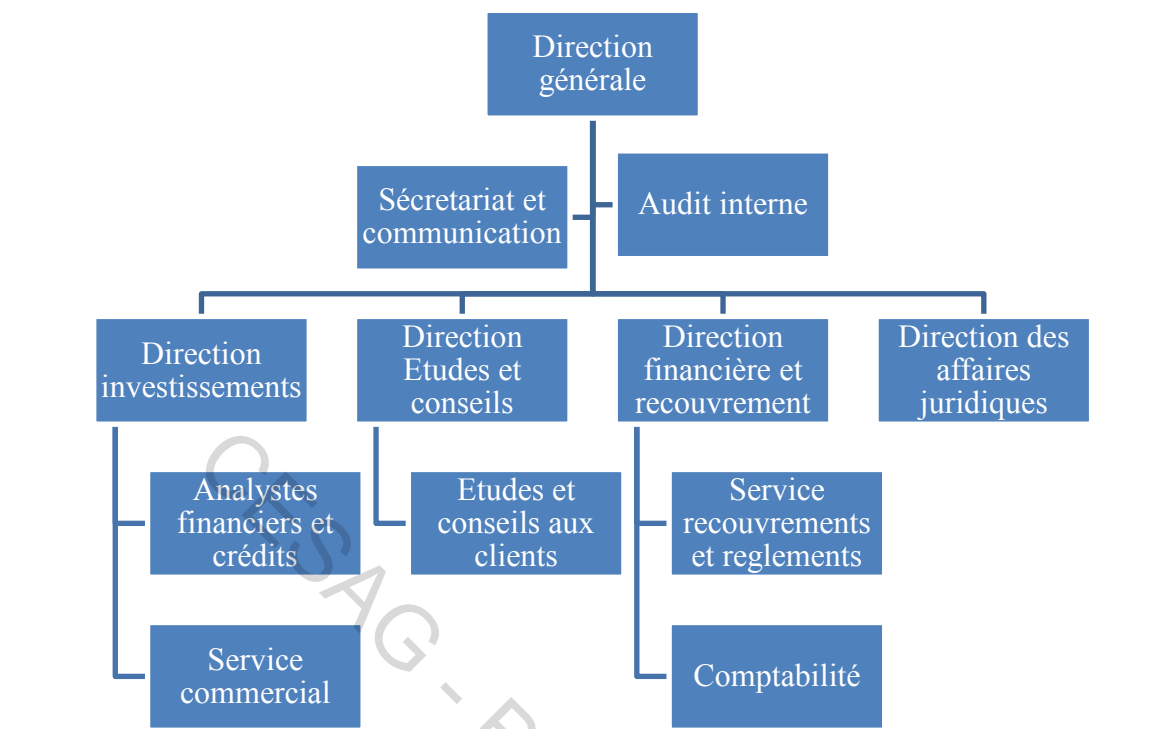 Direction
générale
Sécretariat et
communication
Audit interne
Direction
investissements
Direction
Etudes et
conseils
Direction
financière et
recouvrement
Direction des
affaires
juridiques
Analystes
financiers et
crédits
Etudes et
conseils aux
clients
Service
recouvrements
et reglements
Service
commercial
Comptabilité
CESAG -